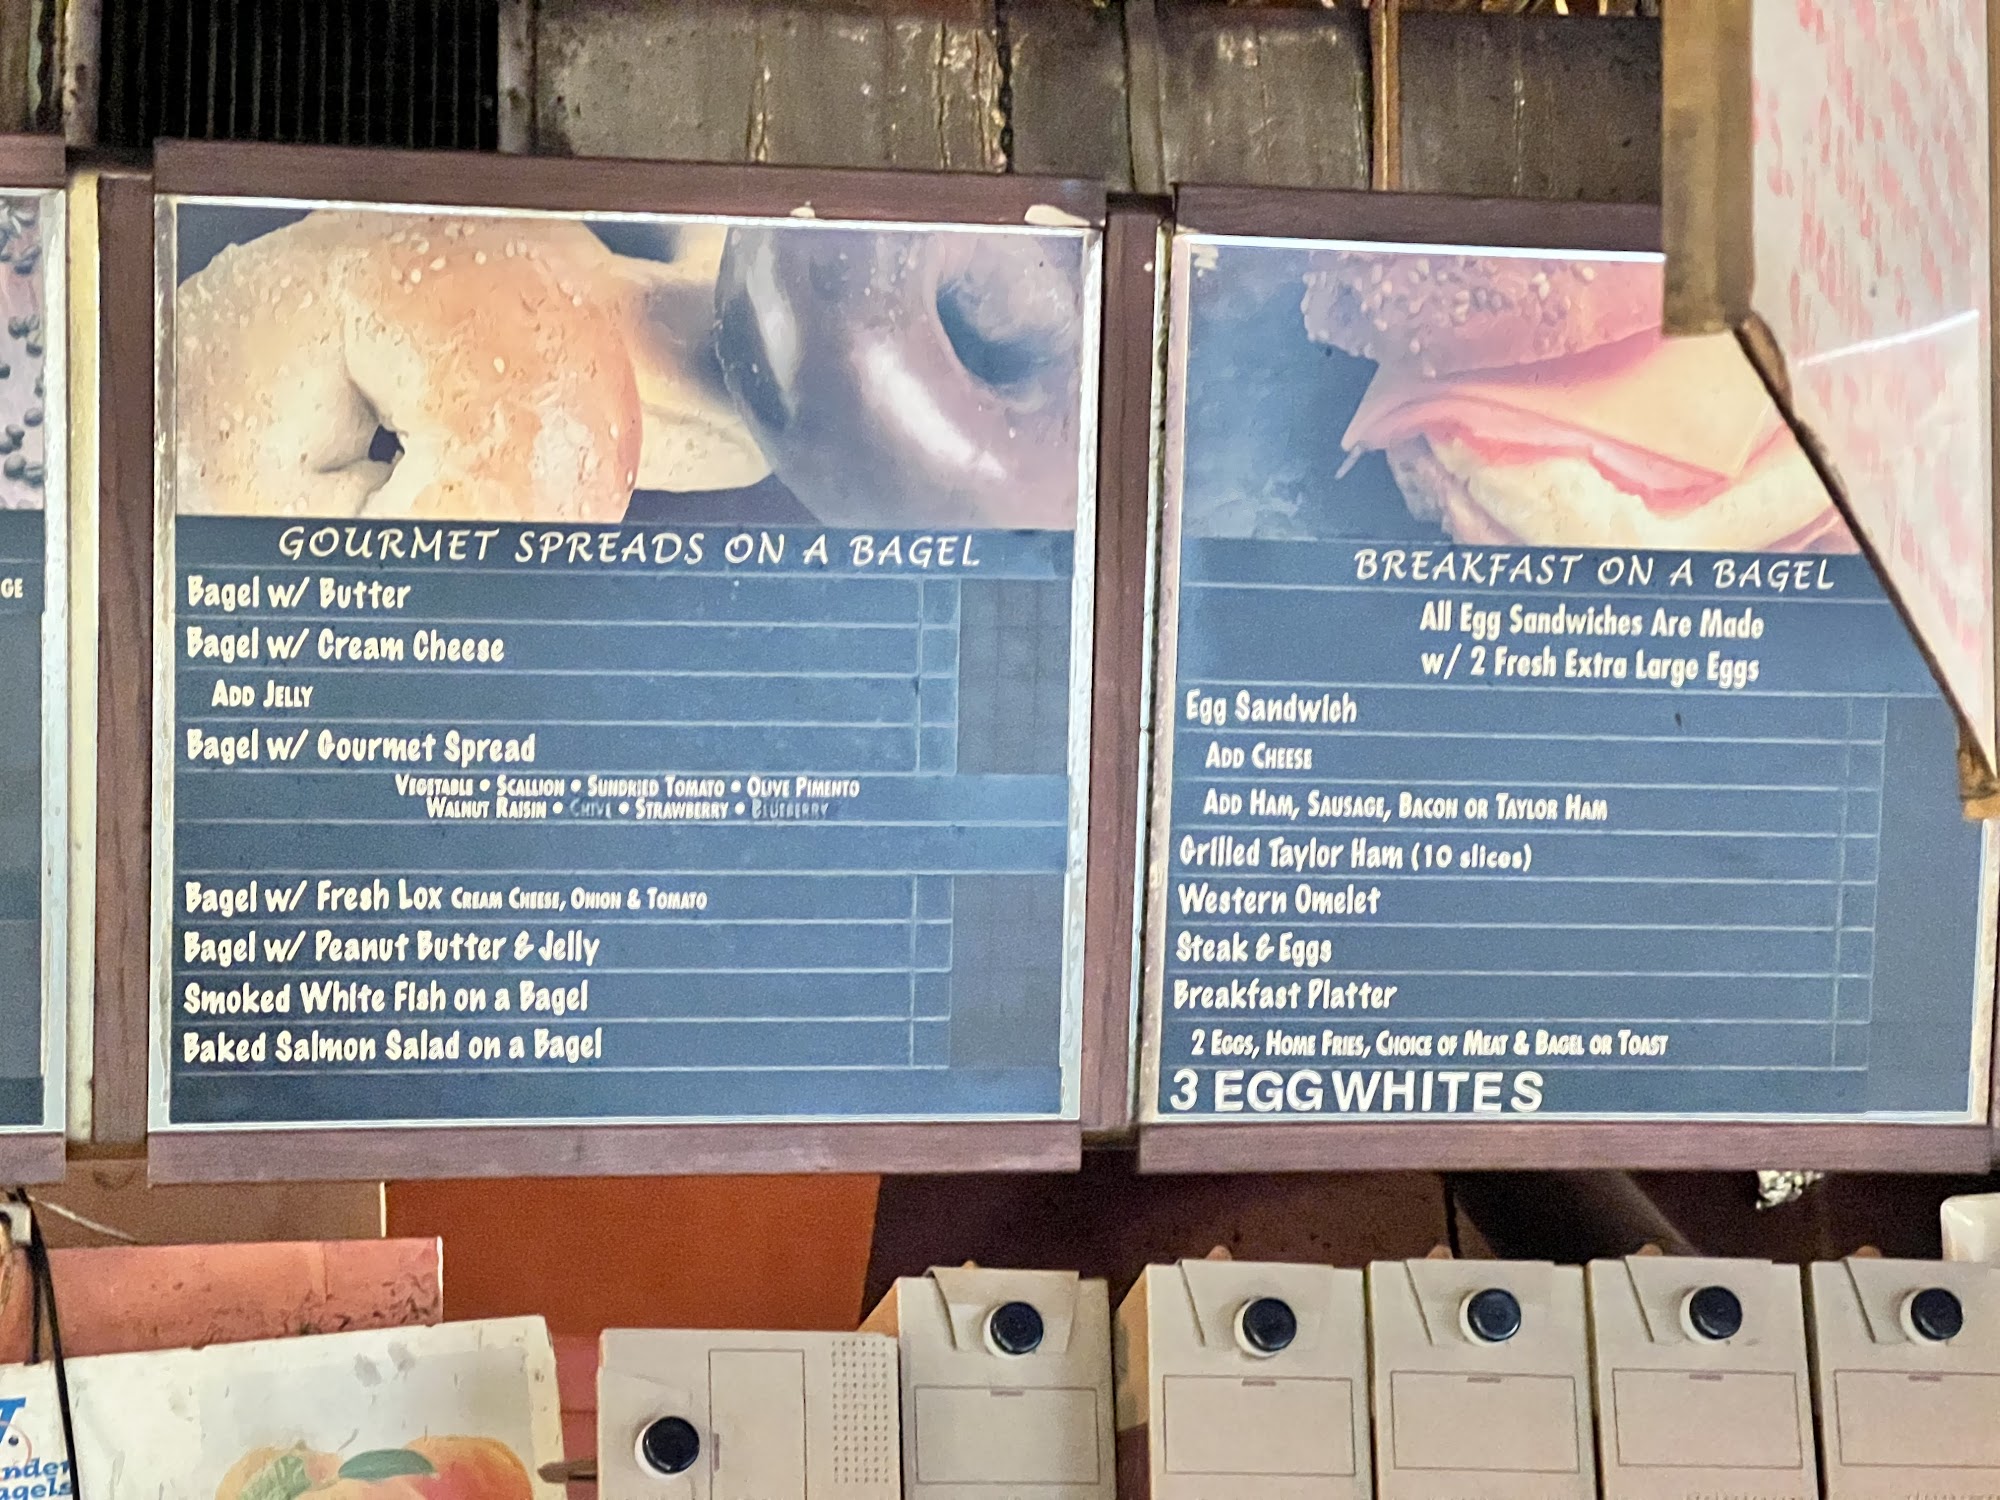 GE
GOURMET SPREADS ON A BAGEL
Bagel w/ Butter
Bagel w/ Cream Cheese
ADD JELLY
Bagel w/ Gourmet Spread
VEGETABLE • SCALLION • SUNDRIED TOMATO • OLIVE PIMENTO
WALNUT RAISIN • CHIVE • STRAWBERRY • BLUEBERRY
Bagel w/ Fresh Lox CREAM CHEESE, ONION & TOMATO
Bagel w/ Peanut Butter & Jelly
Smoked White Fish on a Bagel
Baked Salmon Salad on a Bagel
BREAKFAST ON A BAGEL
All Egg Sandwiches Are Made
w/ 2 Fresh Extra Large Eggs
Egg Sandwich
ADD CHEESE
ADD HAM, SAUSAGE, BACON OR TAYLOR HAM
Grilled Taylor Ham (10 slices)
Western Omelet
Steak & Eggs
Breakfast Platter
2 EGGS, HOME FRIES, CHOICE OF MEAT & BAGEL OR TOAST
3 EGG WHITES
nder
agels